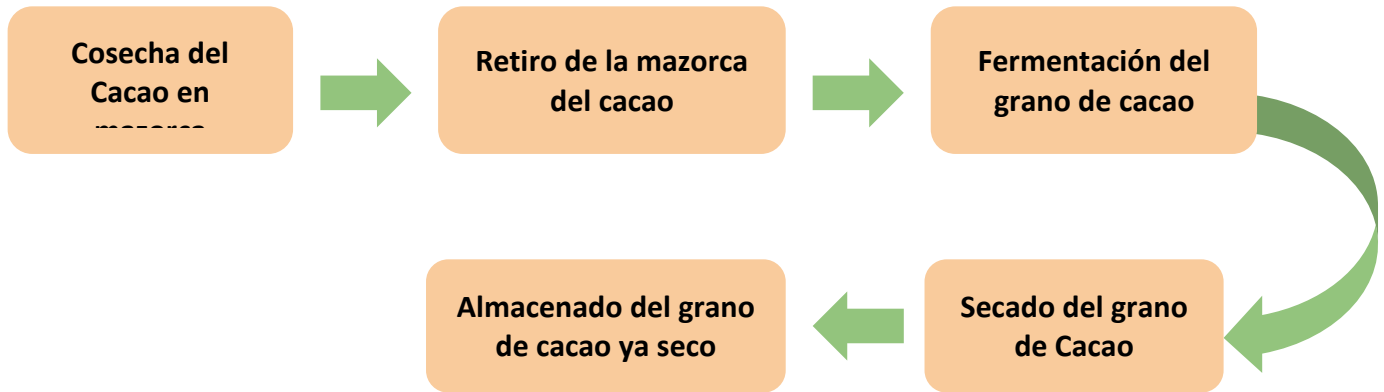 Cosecha del
Cacao en
mazorca
Retiro de la mazorca
del cacao
Fermentación del
grano de cacao
Secado del grano
de Cacao
Almacenado del grano
de cacao ya seco